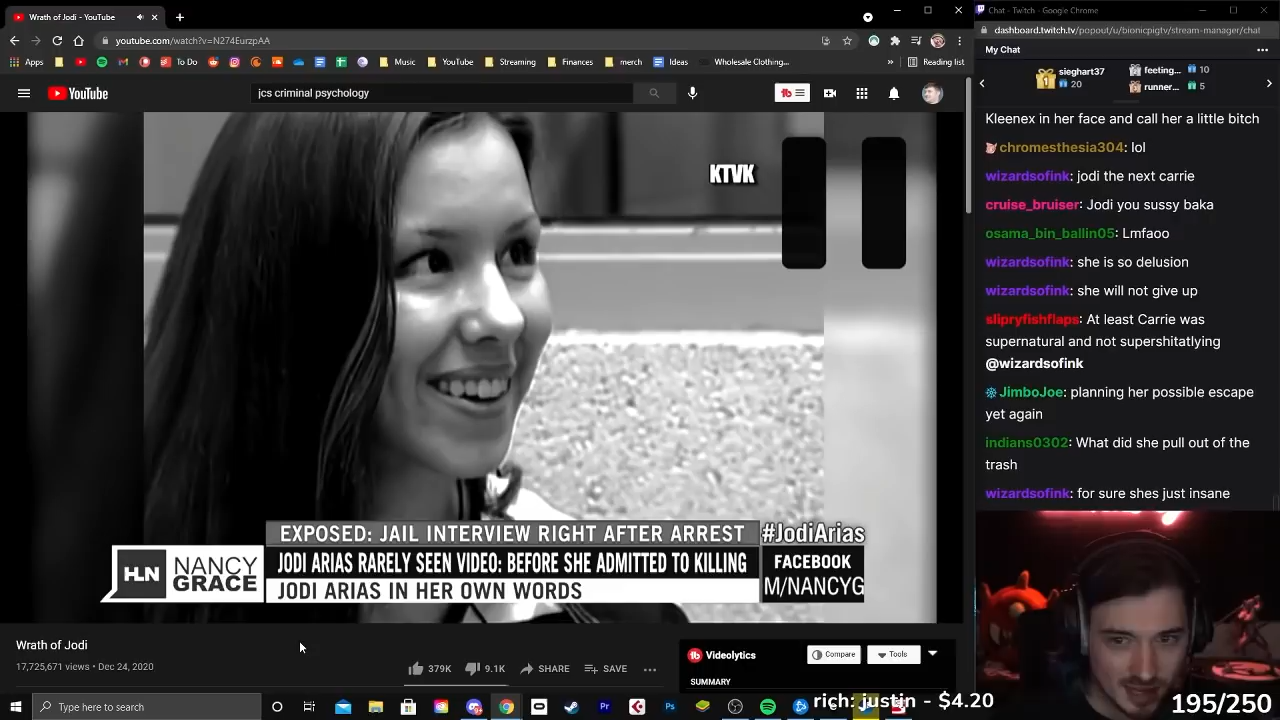 Wrath of Jodi - YouTube
Chat - Twitch - Google Chrome
youtube.com/watch?v=N274EurzpAA
dashboard.twitch.tv/popout/u/bionicpigtv/stream-manager/chat
Apps
To Do
Music
YouTube
Streaming
Finances
merch
Ideas
Wholesale Clothing...
Reading list
My Chat
YouTube
jcs criminal psychology
sieghart37
20
feeting...
10
runner...
5
Kleenex in her face and call her a little bitch
chromesthesia304: lol
wizardsofink: jodi the next carrie
cruise_bruiser: Jodi you sussy baka
osama_bin_ballin05: Lmfaoo
wizardsofink: she is so delusion
wizardsofink: she will not give up
slipryfishflaps: At least Carrie was
supernatural and not supershitatlying
@wizardsofink
JimboJoe: planning her possible escape
yet again
indians0302: What did she pull out of the
trash
wizardsofink: for sure shes just insane
KTVK
EXPOSED: JAIL INTERVIEW RIGHT AFTER ARREST
#JodiArias
HLN
NANCY
GRACE
JODI ARIAS RARELY SEEN VIDEO: BEFORE SHE ADMITTED TO KILLING
JODI ARIAS IN HER OWN WORDS
FACEBOOK
M/NANCYG
Wrath of Jodi
17,725,671 views • Dec 24, 2020
379K
9.1K
SHARE
SAVE
Videolytics
Compare
Tools
SUMMARY
Type here to search
rich: justin - $4.20
195/250